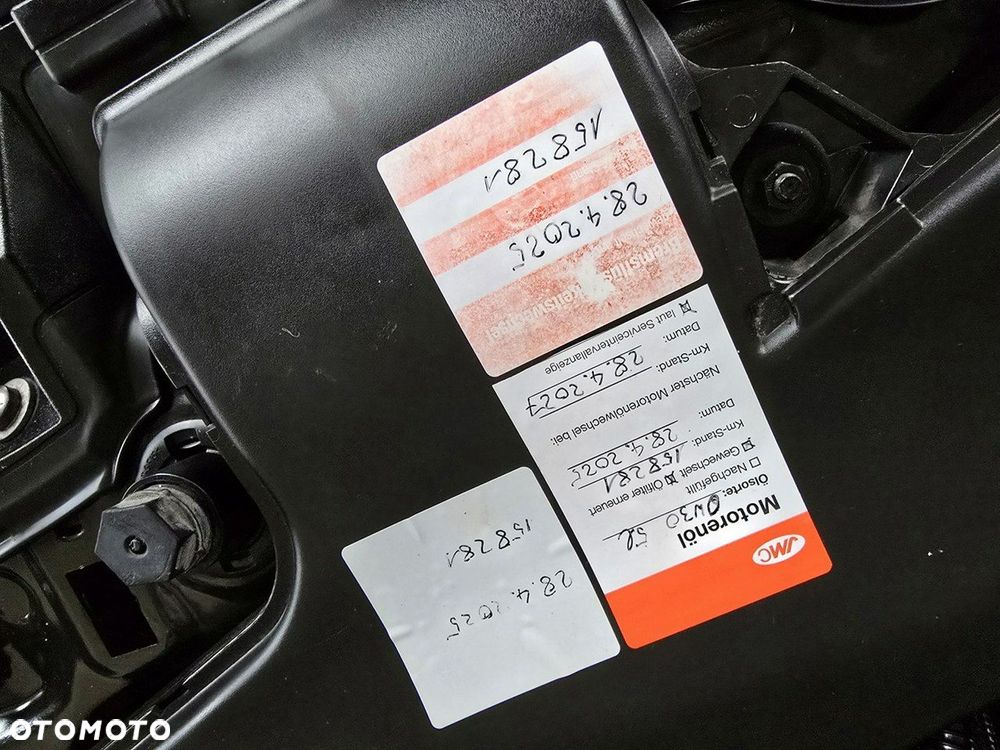 28.4.2025
158281
JMC
Motorenöl
Ölsorte: 0W30 5l
☐ Nachgefüllt
☒ Gewechselt ☒ Ölfilter erneuert
Km-Stand: 158281
Datum: 28.4.2025
Nächster Motorenölwechsel bei:
Km-Stand:
Datum: 28.4.2027
☒ laut Serviceintervallanzeige
28.4.2025
158281
OTOMOTO